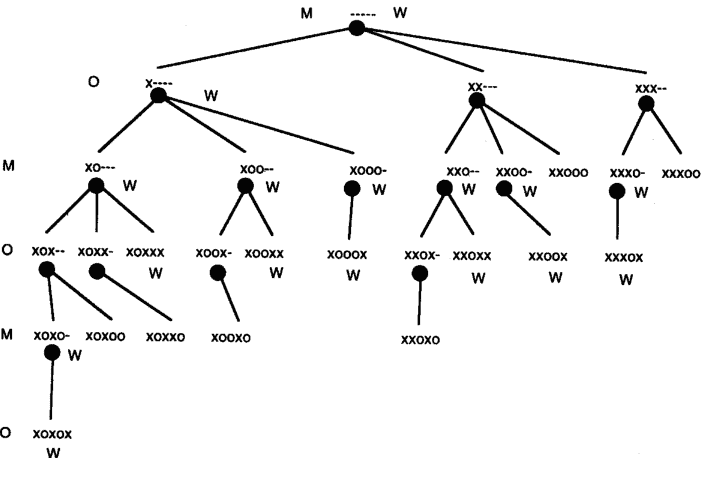 M ----- W
O x---- W xx--- xxx--
M xo--- W xoo-- W xooo- W xxo-- W xxoo- W xxooo xxxo- W xxxoo
O xox-- xoxx- xoxxx xoox- xooxx xooox xxox- xxoxx xxoox xxxox
W W W W W W
M xoxo- W xoxoo xoxxo xooxo xxoxo
O xoxox
W